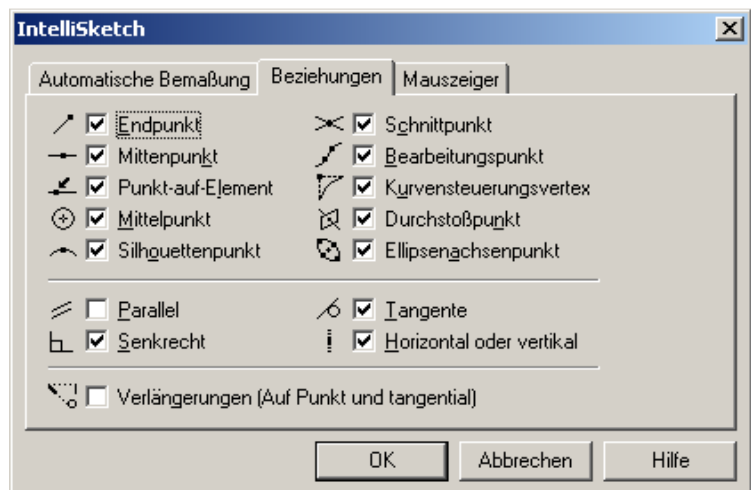 IntelliSketch
Automatische Bemaßung Beziehungen Mauszeiger
Endpunkt Schnittpunkt
Mittenpunkt Bearbeitungspunkt
Punkt-auf-Element Kurvensteuerungsvertex
Mittelpunkt Durchstoßpunkt
Silhouettenpunkt Ellipsenachsenpunkt
Parallel Tangente
Senkrecht Horizontal oder vertikal
Verlängerungen (Auf Punkt und tangential)
OK Abbrechen Hilfe